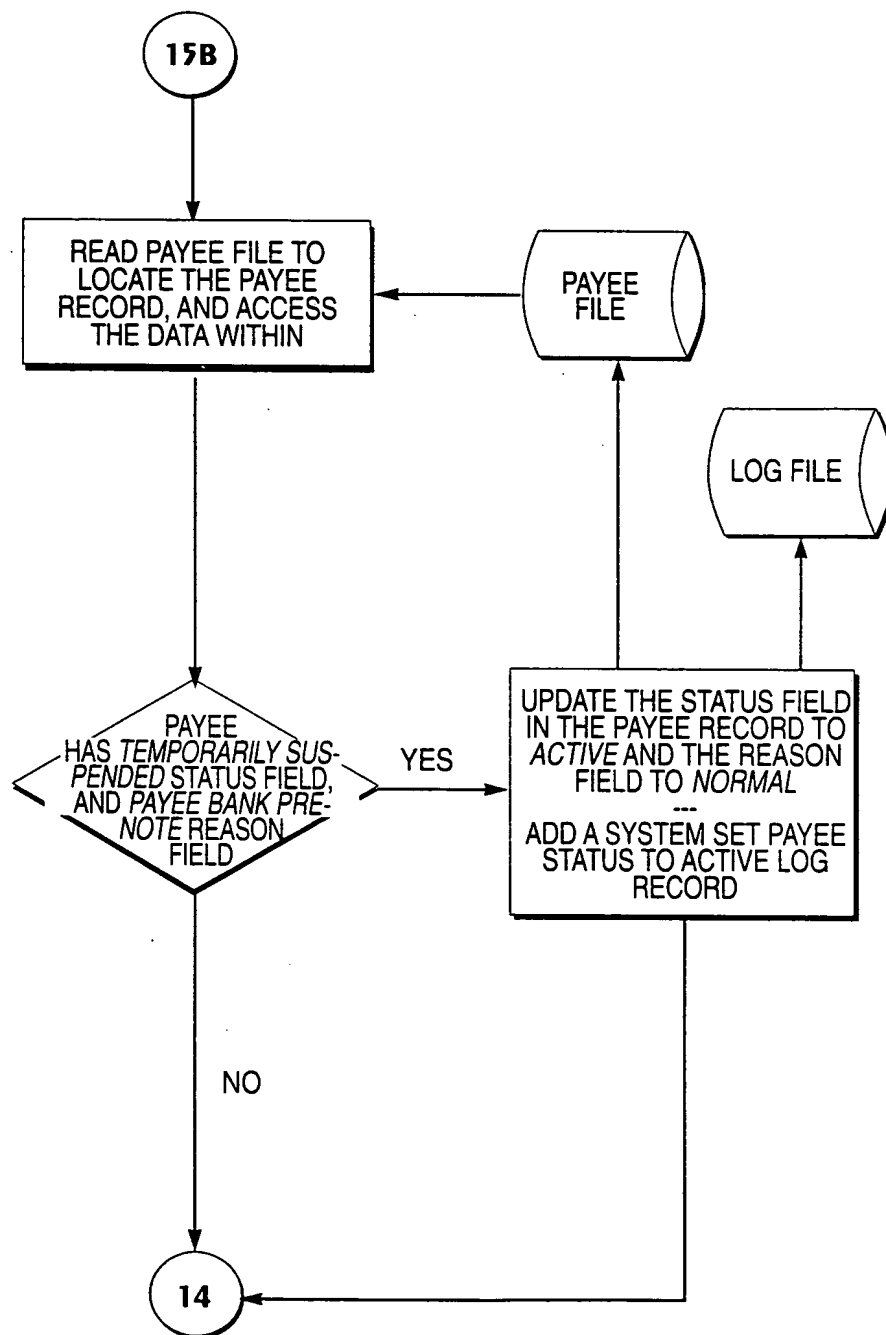 15B
READ PAYEE FILE TO
LOCATE THE PAYEE
RECORD, AND ACCESS
THE DATA WITHIN
PAYEE
FILE
LOG FILE
PAYEE
HAS TEMPORARILY SUS-
PENDED STATUS FIELD,
AND PAYEE BANK PRE-
NOTE REASON
FIELD
YES
UPDATE THE STATUS FIELD
IN THE PAYEE RECORD TO
ACTIVE AND THE REASON
FIELD TO NORMAL
---
ADD A SYSTEM SET PAYEE
STATUS TO ACTIVE LOG
RECORD
NO
14